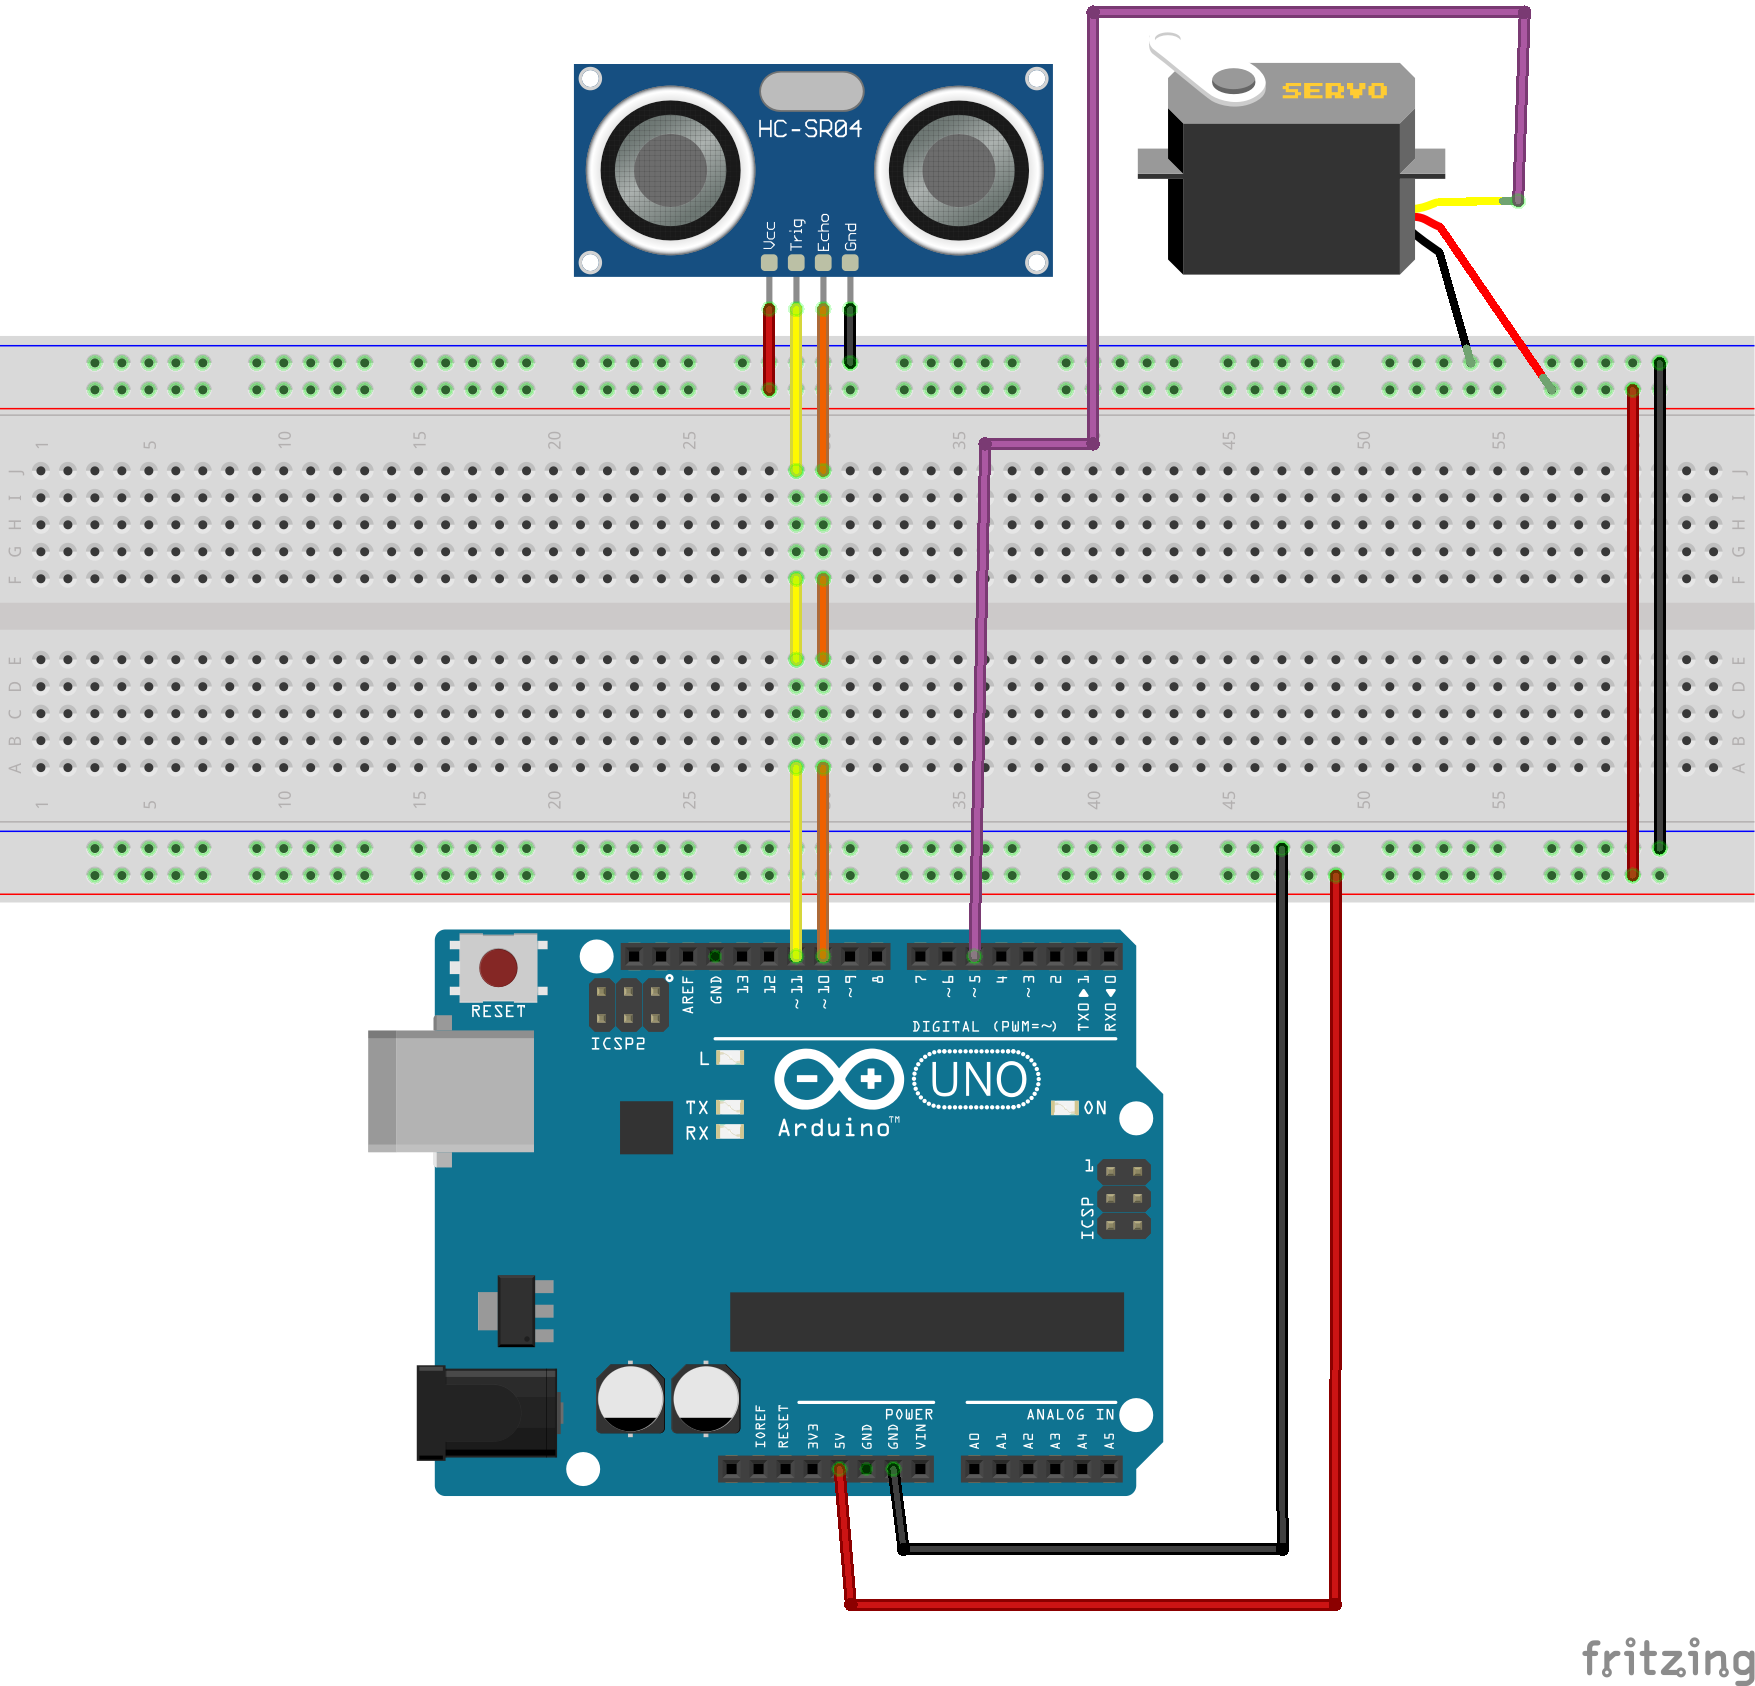 SERVO
HC-SR04
Vcc
Trig
Echo
Gnd
1 5 10 15 20 25 35 45 50 55
J J
I I
H H
G G
F F
E E
D D
C C
B B
A A
1 5 10 15 20 25 35 40 45 50 55
RESET
ICSP2
AREF
GND
13
12
~11
~10
~9
8
7
~6
~5
4
~3
2
TX0▶1
RX0◀0
DIGITAL (PWM=~)
L
TX
RX
UNO
Arduino™
ON
1
ICSP
POWER
ANALOG IN
IOREF
RESET
3V3
5V
GND
GND
VIN
A0
A1
A2
A3
A4
A5
fritzing